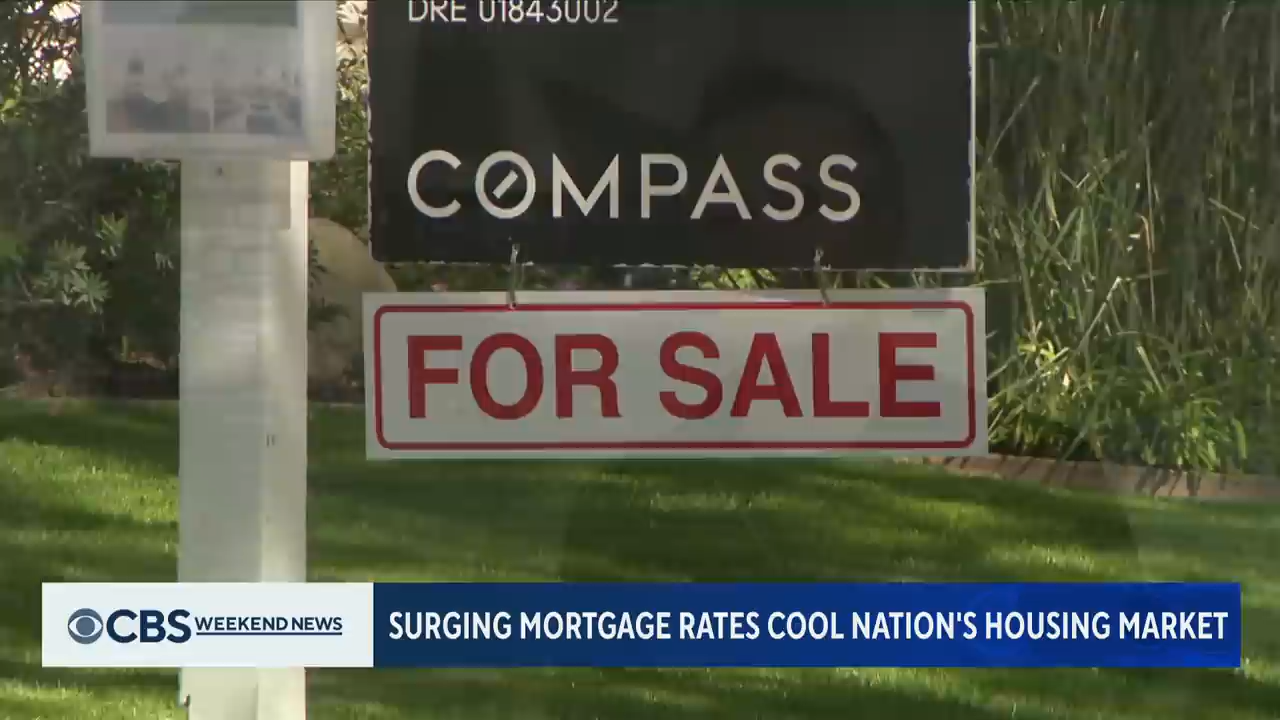 DRE 01843002
COMPASS
FOR SALE
CBS WEEKEND NEWS
SURGING MORTGAGE RATES COOL NATION'S HOUSING MARKET